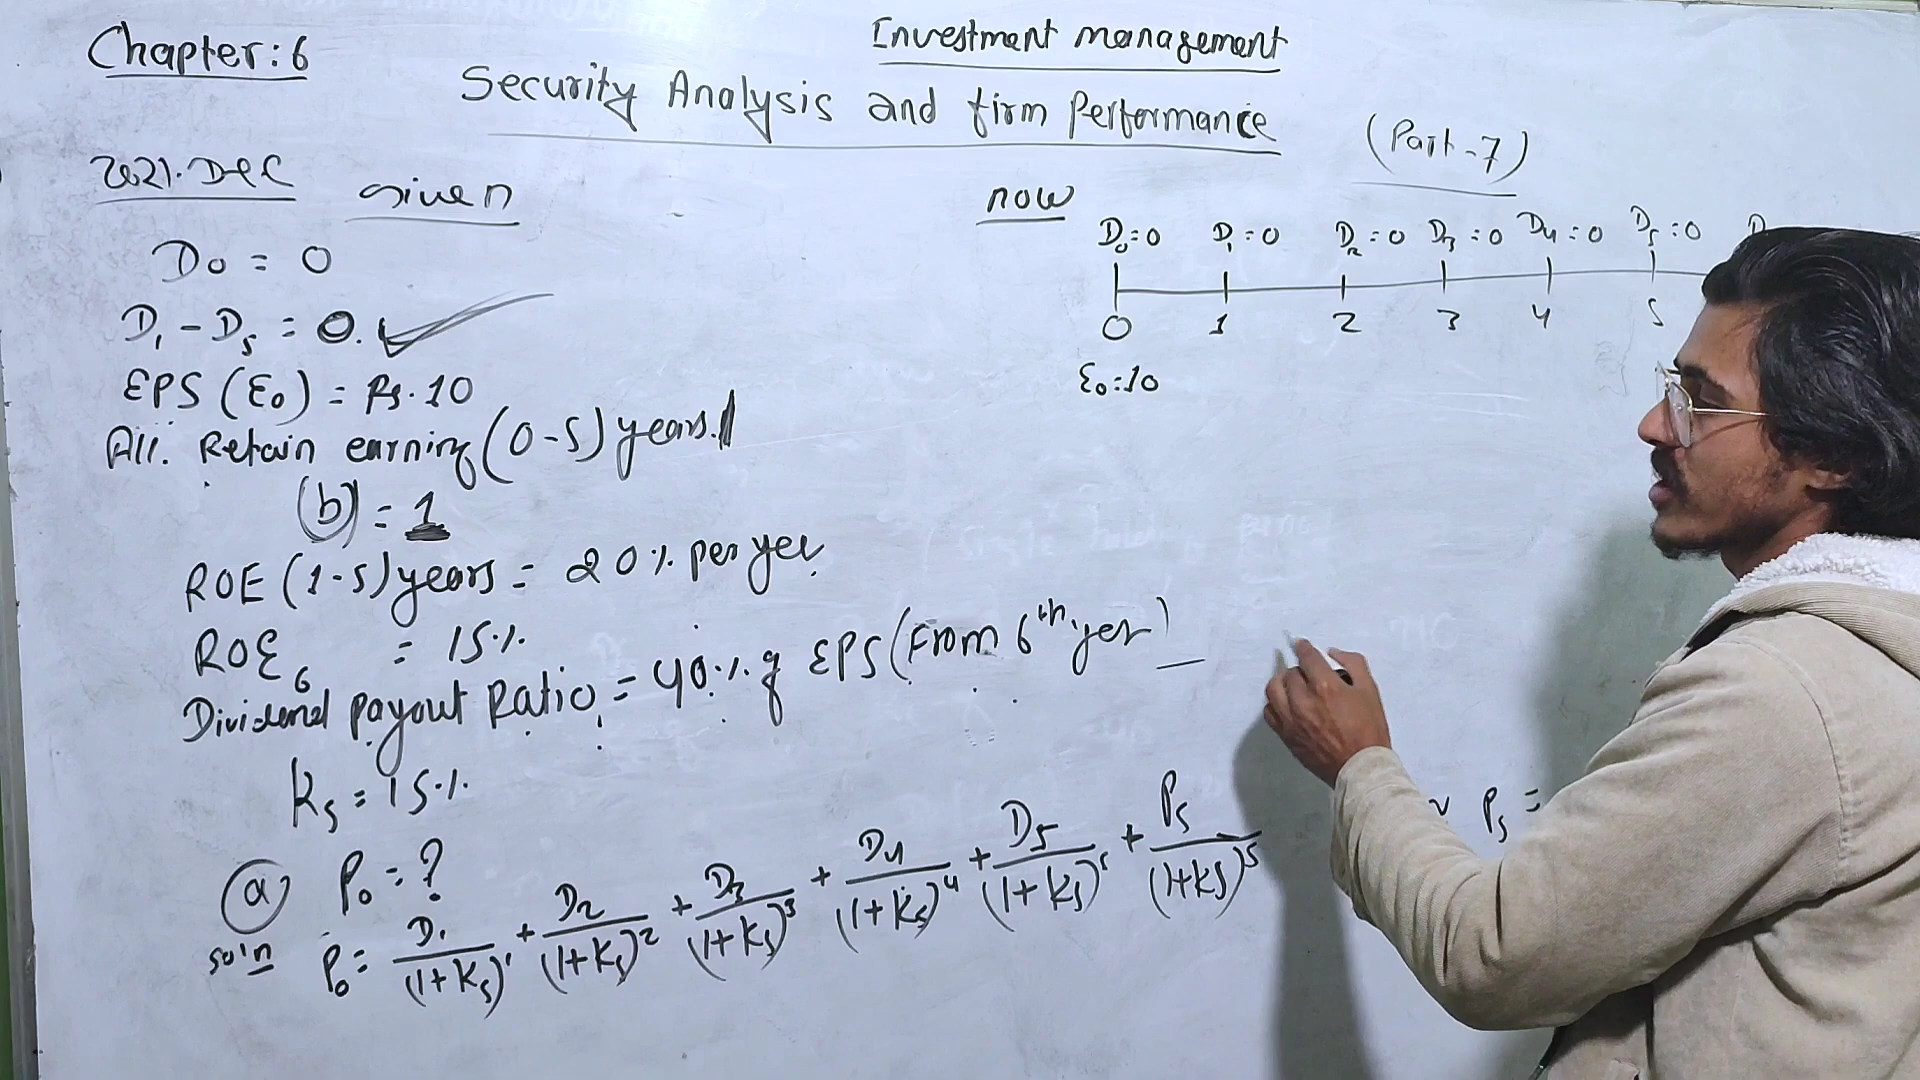 Chapter:6
Investment management
Security Analysis and firm Performance
(Part-7)
2021.Dec given
D0 = 0
D1 - D5 = 0.
EPS (E0) = Rs.10
All. Retain earning (0-5) years.
(b) = 1
ROE (1-5) years = 20% per year
ROE6 = 15%
Dividend Payout Ratio = 40% of EPS (From 6th year)
Ks = 15%
(a) P0 = ?
so'n P0 = D1/(1+Ks)^1 + D2/(1+Ks)^2 + D3/(1+Ks)^3 + D4/(1+Ks)^4 + D5/(1+Ks)^5 + P5/(1+Ks)^5
now
D0=0 D1=0 D2=0 D3=0 D4=0 D5=0 D
0 1 2 3 4 5
E0:10
P5 =